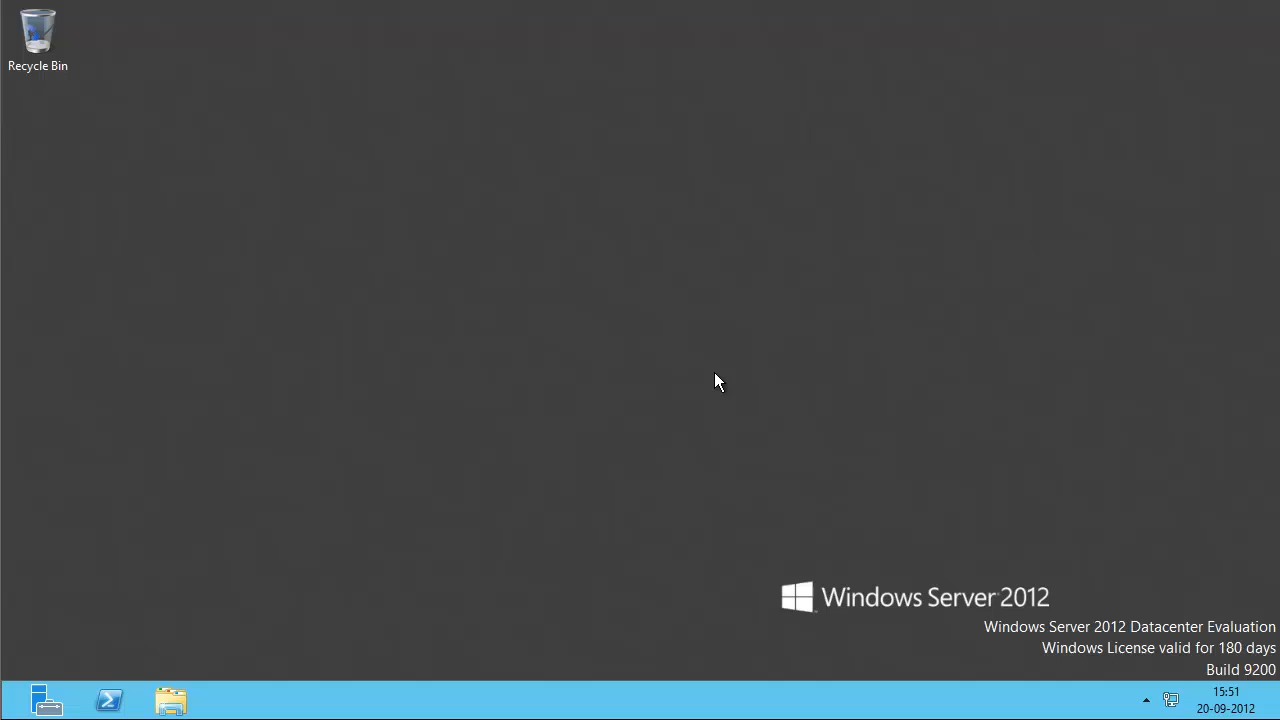 Recycle Bin
Windows Server 2012
Windows Server 2012 Datacenter Evaluation
Windows License valid for 180 days
Build 9200
15:51
20-09-2012